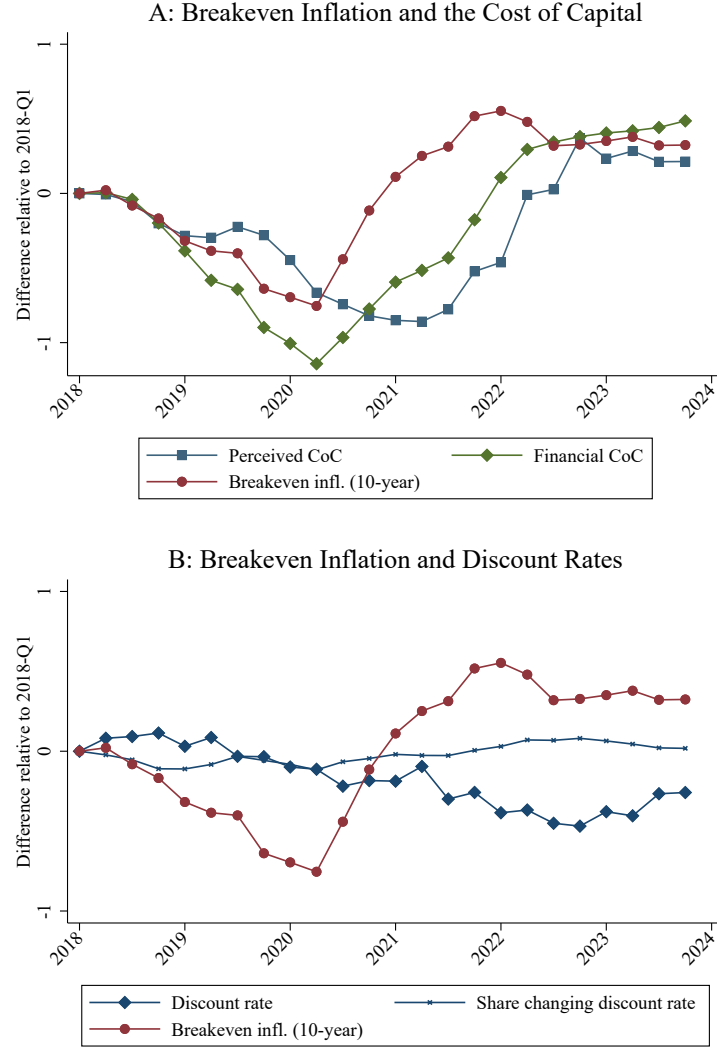 A: Breakeven Inflation and the Cost of Capital
Difference relative to 2018-Q1
1
0
-1
2018
2019
2020
2021
2022
2023
2024
Perceived CoC
Financial CoC
Breakeven infl. (10-year)
B: Breakeven Inflation and Discount Rates
Difference relative to 2018-Q1
1
0
-1
2018
2019
2020
2021
2022
2023
2024
Discount rate
Share changing discount rate
Breakeven infl. (10-year)